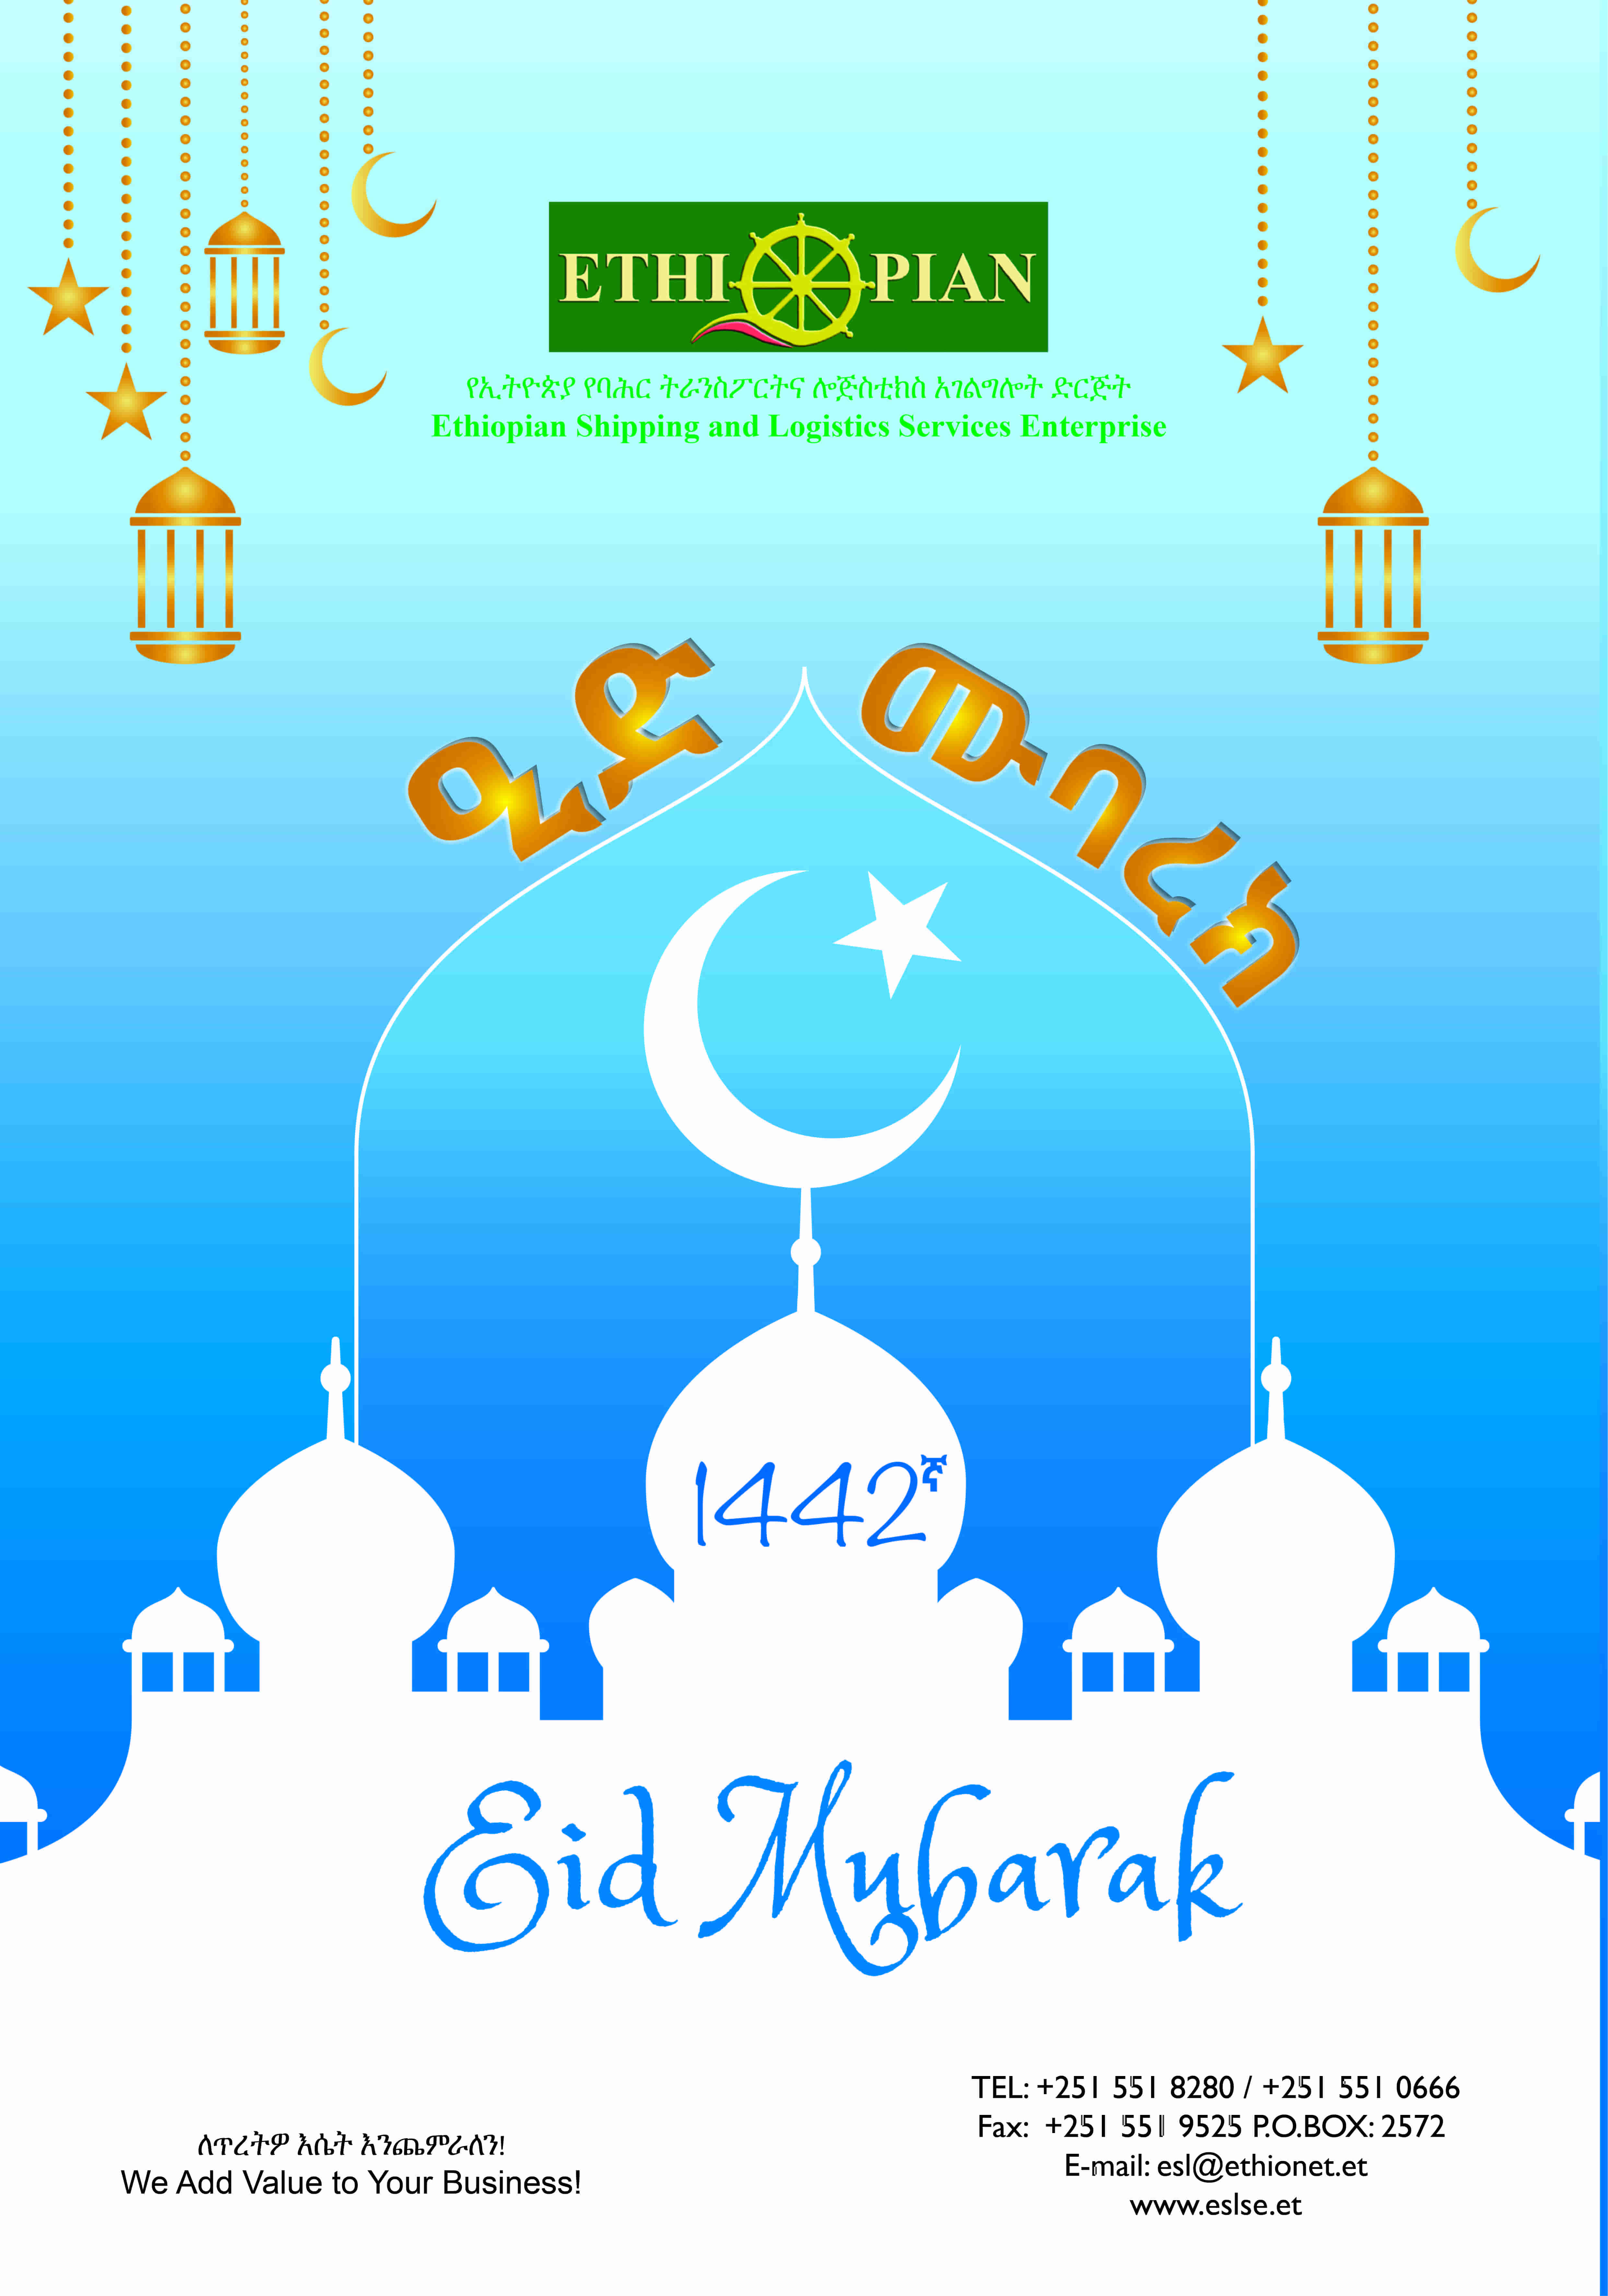 ETHIOPIAN
የኢትዮጵያ የባሕር ትራንስፖርትና ሎጅስቲክስ አገልግሎት ድርጅት
Ethiopian Shipping and Logistics Services Enterprise
ዒድ ሙባረክ
1442ኛ
Eid Mubarak
TEL: +251 551 8280 / +251 551 0666
Fax: +251 551 9525 P.O.BOX: 2572
E-mail: esl@ethionet.et
www.eslse.et
ለጥረትዎ እሴት እንጨምራለን!
We Add Value to Your Business!